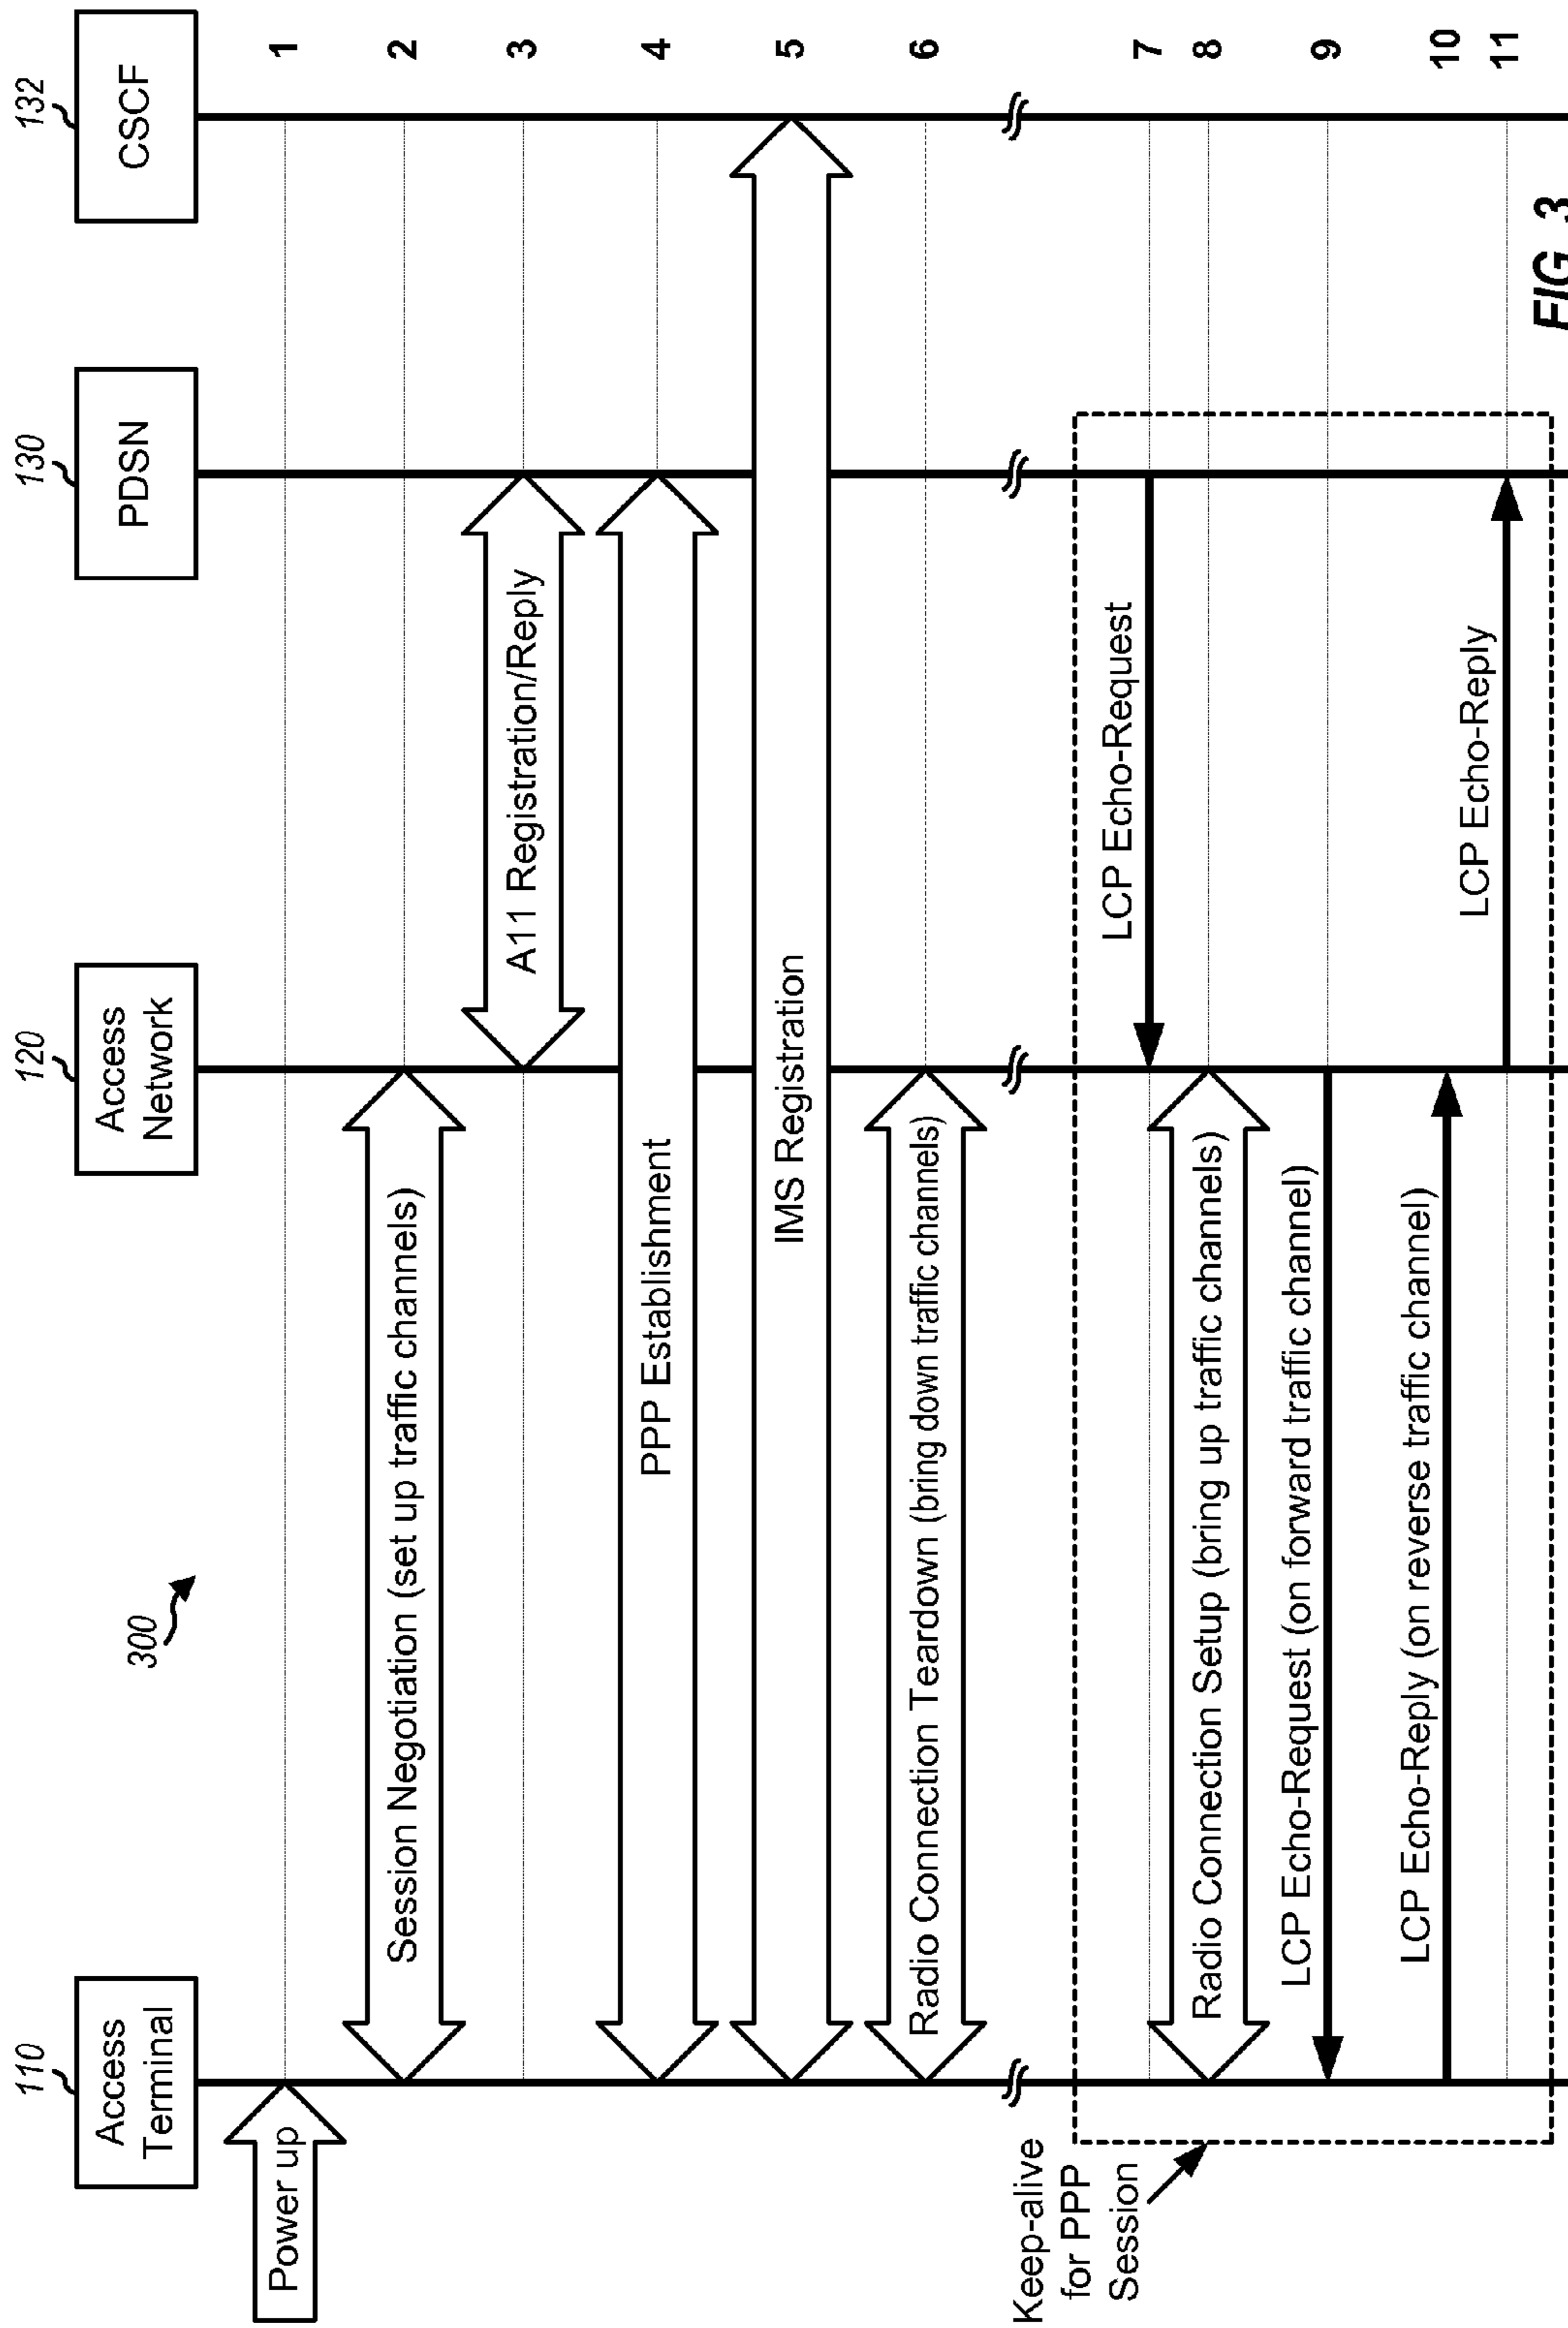 300
110
Access
Terminal
120
Access
Network
130
PDSN
132
CSCF
Power up
1
Session Negotiation (set up traffic channels)
2
A11 Registration/Reply
3
PPP Establishment
4
IMS Registration
5
Radio Connection Teardown (bring down traffic channels)
6
Keep-alive
for PPP
Session
LCP Echo-Request
7
Radio Connection Setup (bring up traffic channels)
8
LCP Echo-Request (on forward traffic channel)
9
LCP Echo-Reply (on reverse traffic channel)
10
LCP Echo-Reply
11
FIG. 3